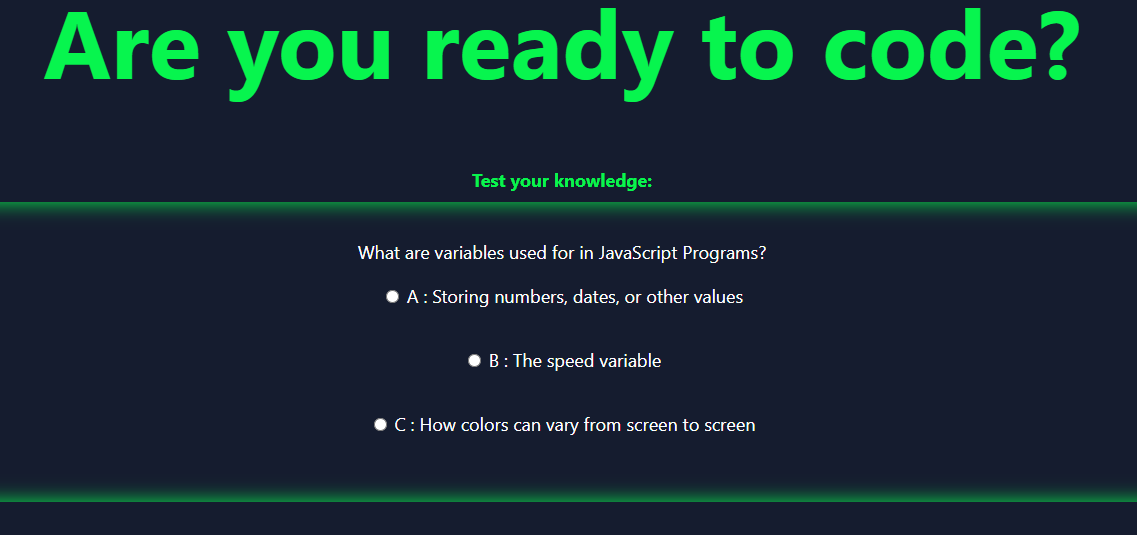 Are you ready to code?
Test your knowledge:
What are variables used for in JavaScript Programs?
A : Storing numbers, dates, or other values
B : The speed variable
C : How colors can vary from screen to screen